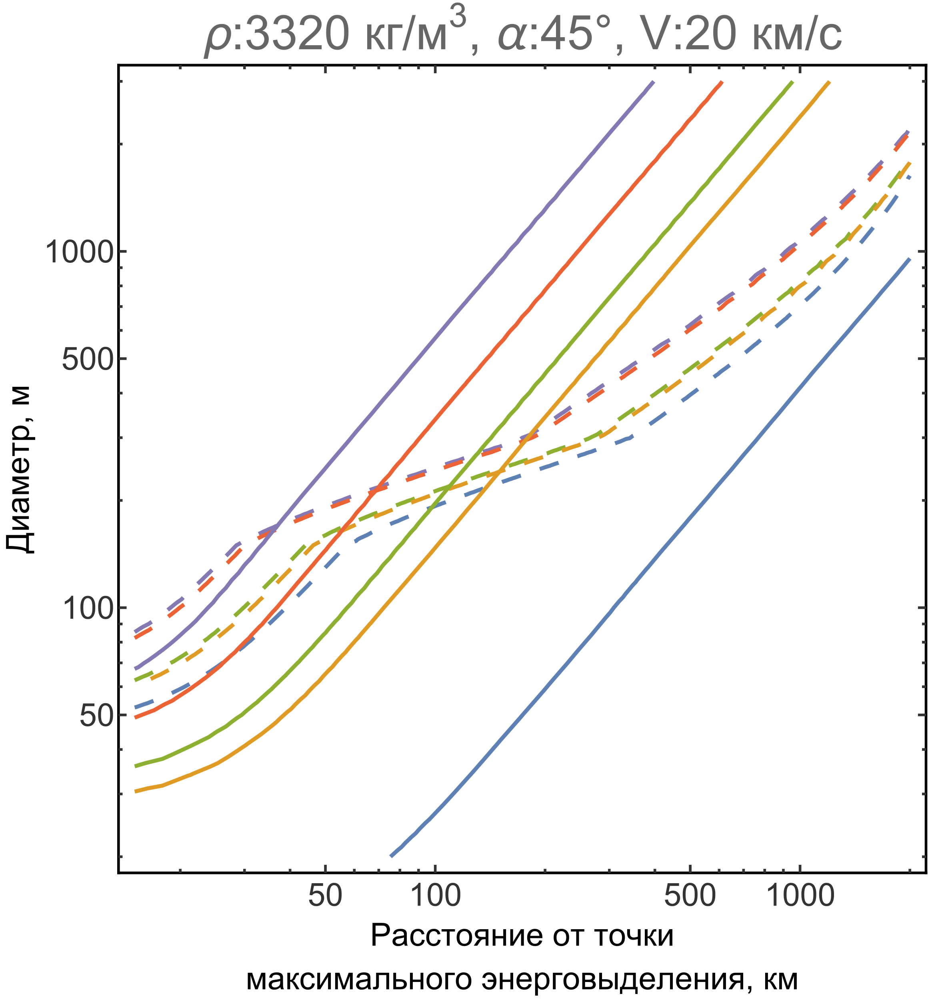 ρ:3320 кг/м³, α:45°, V:20 км/с
Диаметр, м
1000
500
100
50
50 100 500 1000
Расстояние от точки
максимального энерговыделения, км